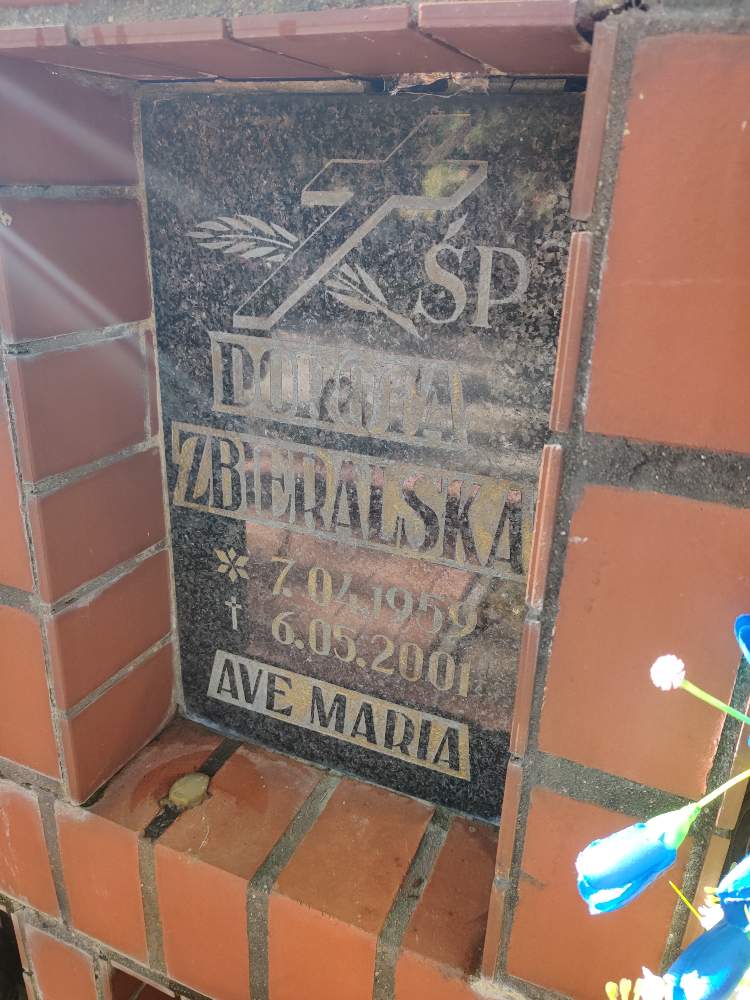 ŚP
DOROTA
ZBIERALSKA
* 7.04.1959
† 6.05.2001
AVE MARIA